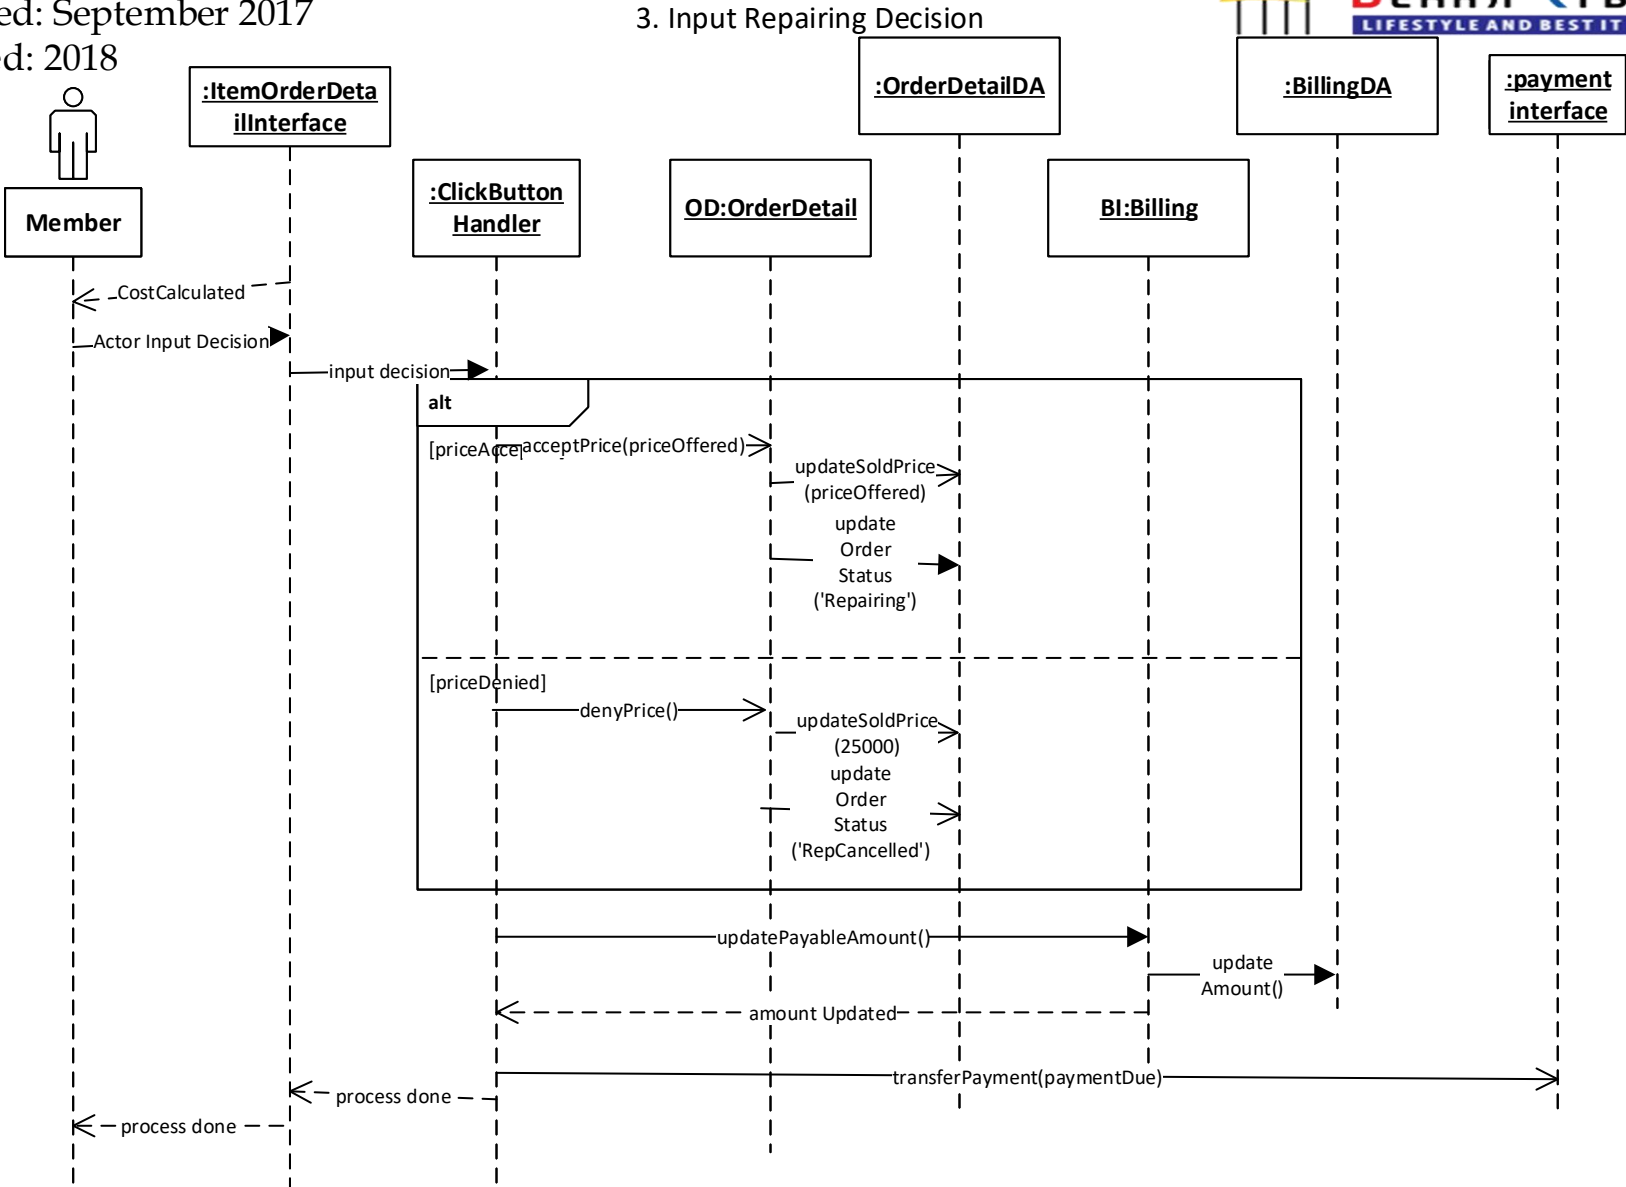 September 2017
3. Input Repairing Decision
LIFESTYLE AND BEST IT
2018
:ItemOrderDeta
ilInterface
:OrderDetailDA
:BillingDA
:payment
interface
Member
:ClickButton
Handler
OD:OrderDetail
BI:Billing
CostCalculated
Actor Input Decision
input decision
alt
acceptPrice(priceOffered)
updateSoldPrice
(priceOffered)
update
Order
Status
('Repairing')
[priceDenied]
denyPrice()
updateSoldPrice
(25000)
update
Order
Status
('RepCancelled')
updatePayableAmount()
update
Amount()
amount Updated
transferPayment(paymentDue)
process done
process done